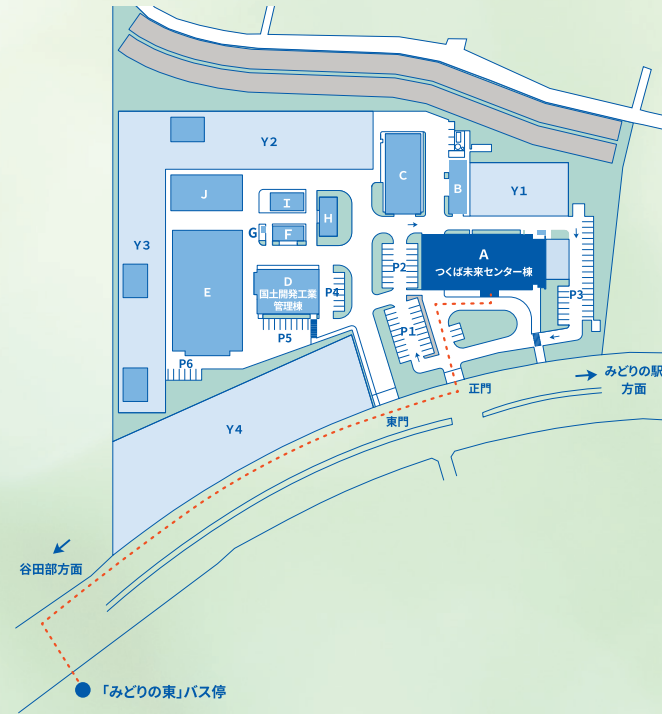 Y2
C
B
Y1
J
I
H
G
F
Y3
A
つくば未来センター棟
P2
E
D
国土開発工業
管理棟
P4
P3
P1
P5
P6
みどりの駅
方面
正門
東門
Y4
谷田部方面
「みどりの東」バス停